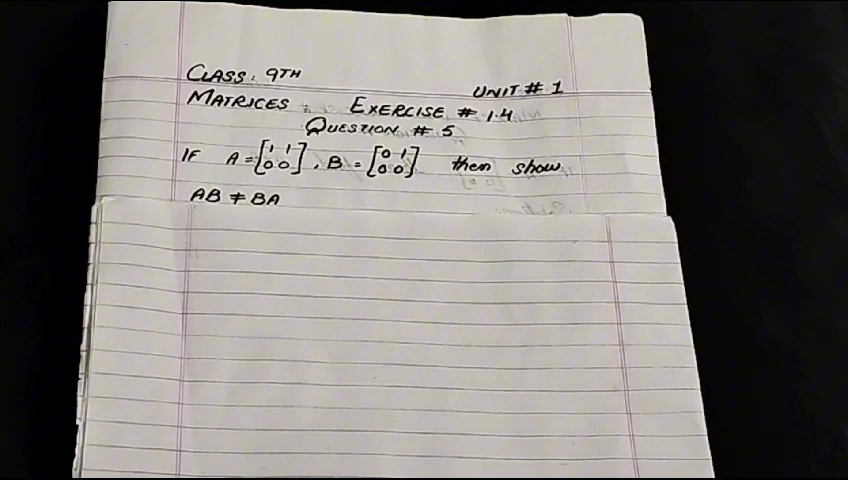 CLASS: 9TH
UNIT # 1
MATRICES EXERCISE # 1.4
QUESTION # 5
IF A = [1 1 0 0], B = [0 1 0 0] then show
AB ≠ BA